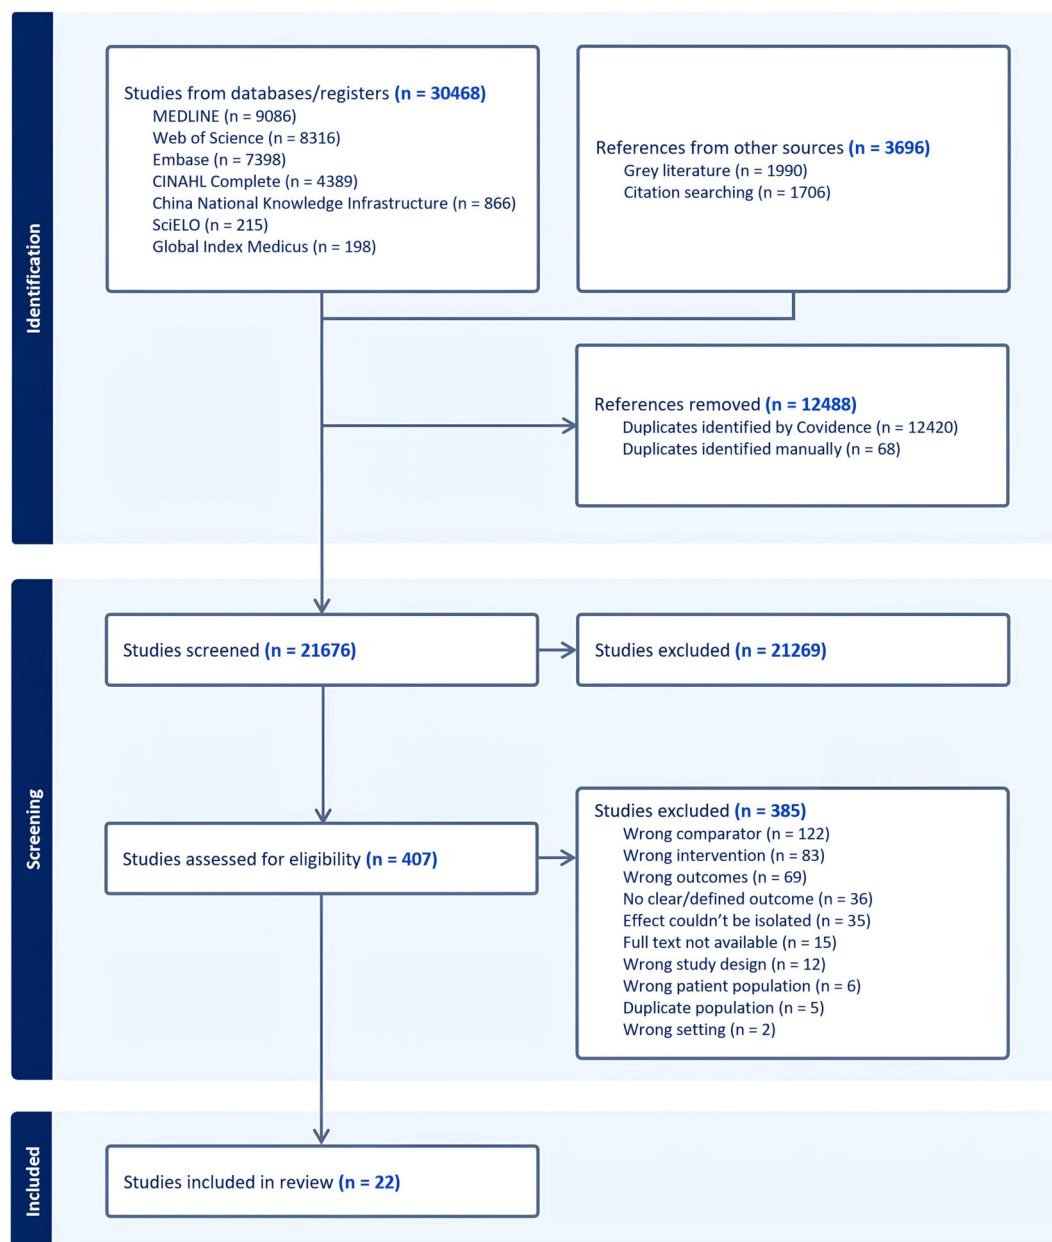 Identification
Studies from databases/registers (n = 30468)
MEDLINE (n = 9086)
Web of Science (n = 8316)
Embase (n = 7398)
CINAHL Complete (n = 4389)
China National Knowledge Infrastructure (n = 866)
SciELO (n = 215)
Global Index Medicus (n = 198)
References from other sources (n = 3696)
Grey literature (n = 1990)
Citation searching (n = 1706)
References removed (n = 12488)
Duplicates identified by Covidence (n = 12420)
Duplicates identified manually (n = 68)
Screening
Studies screened (n = 21676)
Studies excluded (n = 21269)
Studies assessed for eligibility (n = 407)
Studies excluded (n = 385)
Wrong comparator (n = 122)
Wrong intervention (n = 83)
Wrong outcomes (n = 69)
No clear/defined outcome (n = 36)
Effect couldn't be isolated (n = 35)
Full text not available (n = 15)
Wrong study design (n = 12)
Wrong patient population (n = 6)
Duplicate population (n = 5)
Wrong setting (n = 2)
Included
Studies included in review (n = 22)